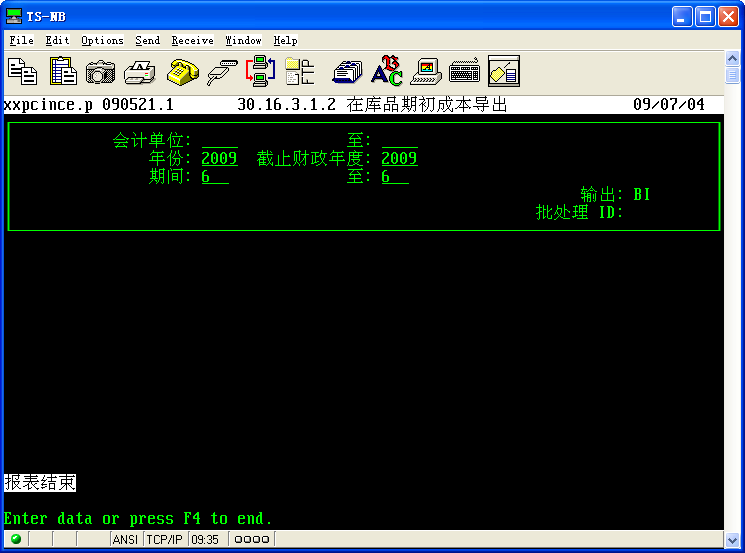 TS-NB
File Edit Options Send Receive Window Help
xxpcince.p 090521.1 30.16.3.1.2 在库品期初成本导出 09/07/04
会计单位: 至:
年份: 2009 截止财政年度: 2009
期间: 6 至: 6
输出: BI
批处理 ID:
报表结束
Enter data or press F4 to end.
ANSI TCP/IP 09:35